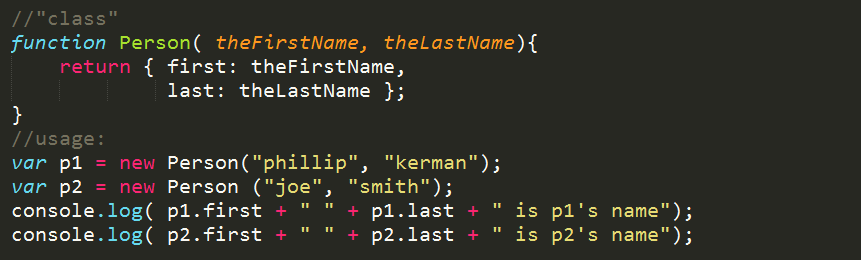 //"class"
function Person( theFirstName, theLastName){
    return { first: theFirstName,
             last: theLastName };
}
//usage:
var p1 = new Person("phillip", "kerman");
var p2 = new Person ("joe", "smith");
console.log( p1.first + " " + p1.last + " is p1's name");
console.log( p2.first + " " + p2.last + " is p2's name");